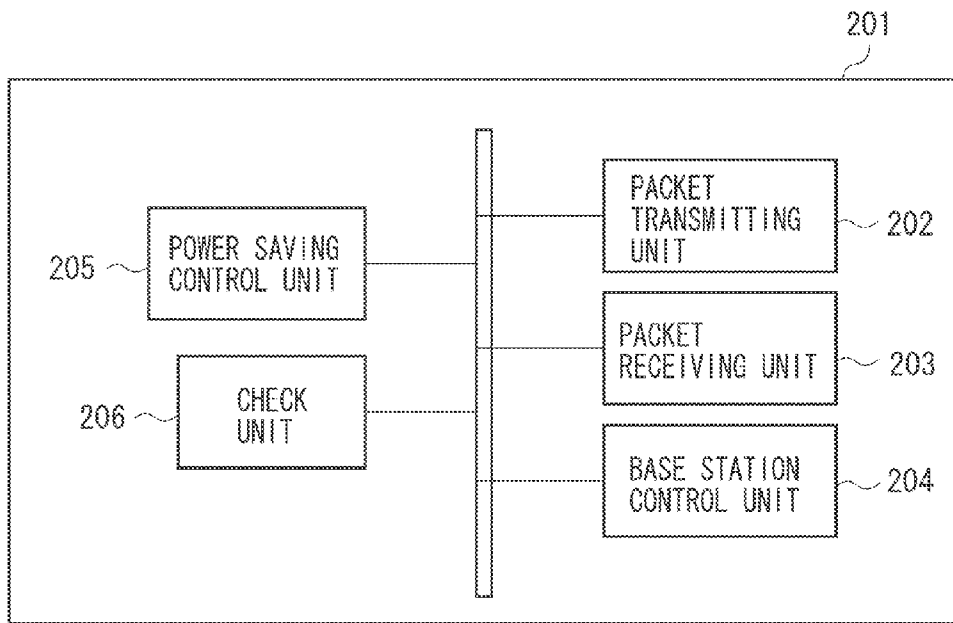 201
PACKET
TRANSMITTING
UNIT
202
POWER SAVING
CONTROL UNIT
205
PACKET
RECEIVING UNIT
203
CHECK
UNIT
206
BASE STATION
CONTROL UNIT
204